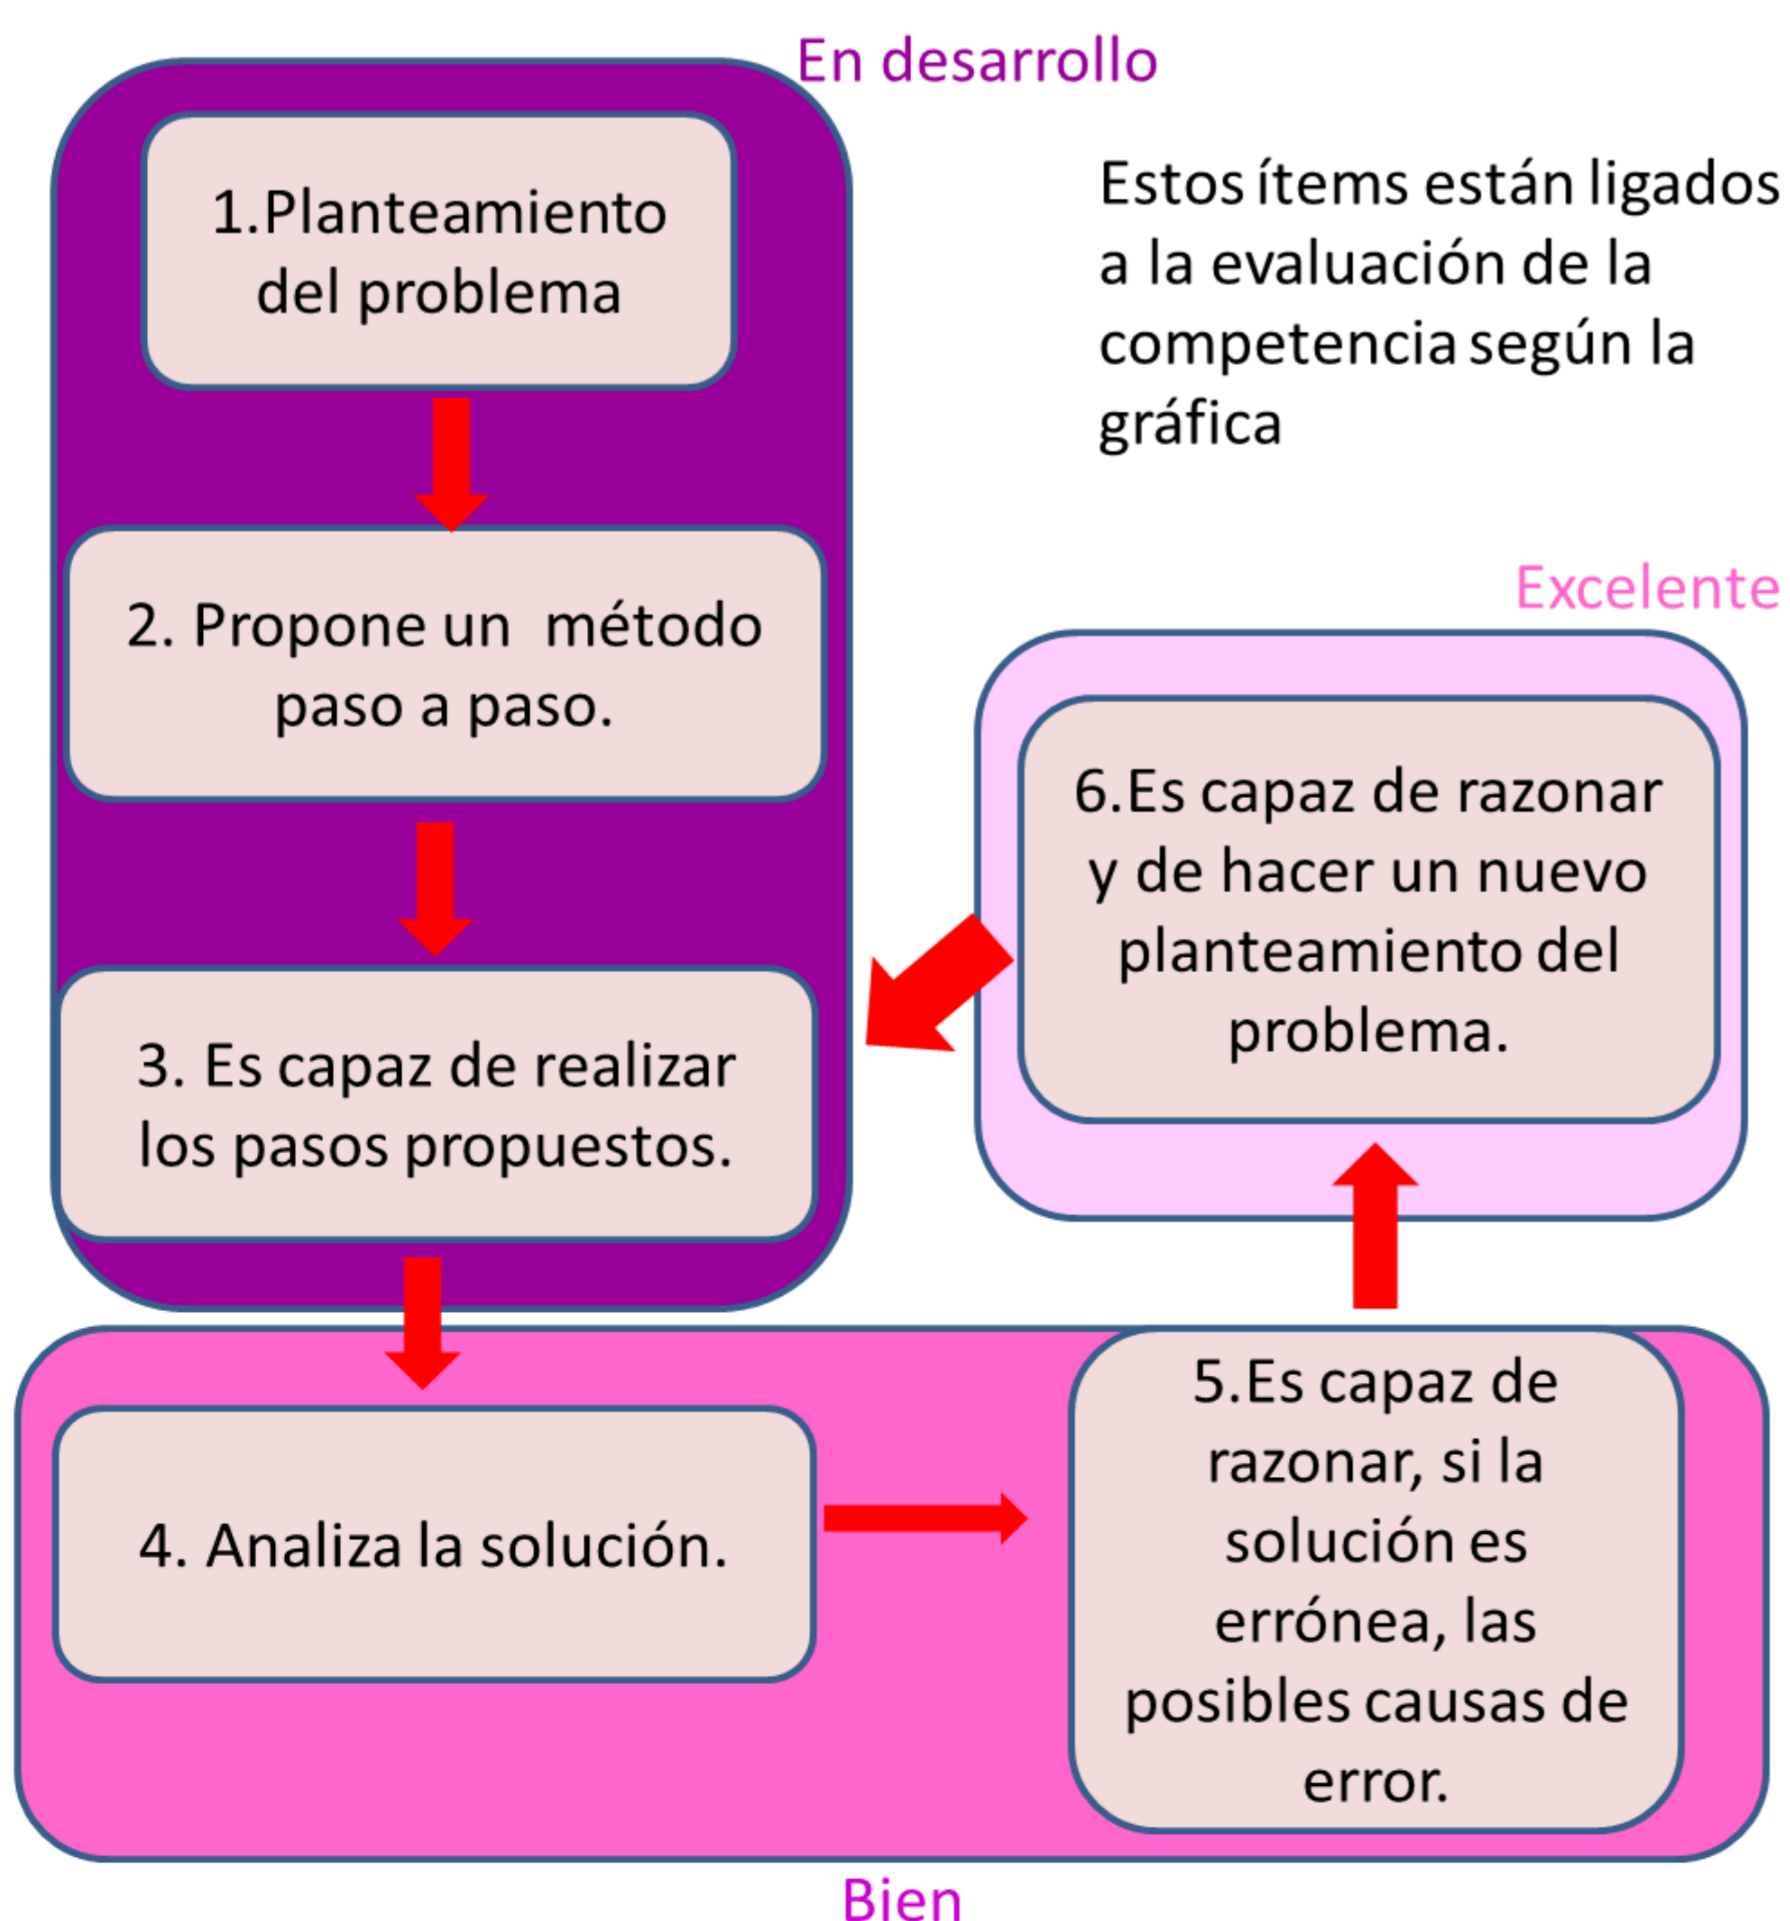 En desarrollo
1.Planteamiento
del problema
Estos ítems están ligados
a la evaluación de la
competencia según la
gráfica
2. Propone un método
paso a paso.
Excelente
6.Es capaz de razonar
y de hacer un nuevo
planteamiento del
problema.
3. Es capaz de realizar
los pasos propuestos.
4. Analiza la solución.
5.Es capaz de
razonar, si la
solución es
errónea, las
posibles causas de
error.
Bien